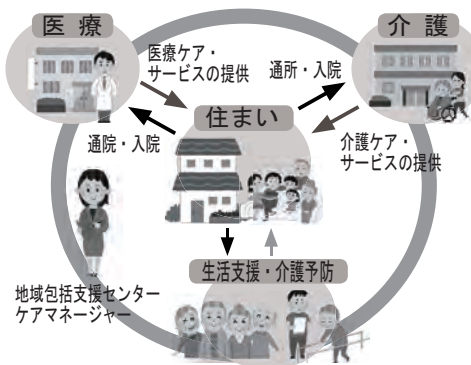 医療
介護
医療ケア・
サービスの提供
通所・入院
住まい
通院・入院
介護ケア・
サービスの提供
生活支援・介護予防
地域包括支援センター
ケアマネージャー